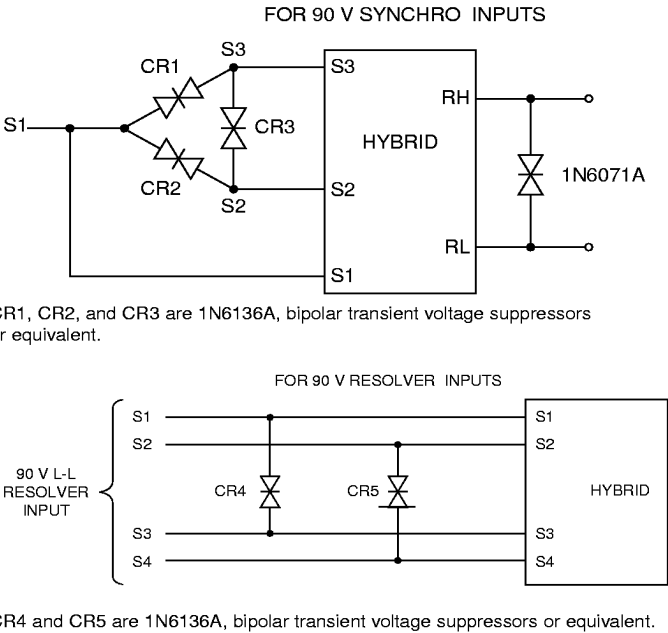 FOR 90 V SYNCHRO INPUTS
S3
CR1
S3
RH
S1
CR3
HYBRID
1N6071A
CR2
S2
S2
RL
S1
CR1, CR2, and CR3 are 1N6136A, bipolar transient voltage suppressors
r equivalent.
FOR 90 V RESOLVER INPUTS
S1
S1
S2
S2
90 V L-L
RESOLVER
INPUT
CR4
CR5
HYBRID
S3
S3
S4
S4
CR4 and CR5 are 1N6136A, bipolar transient voltage suppressors or equivalent.